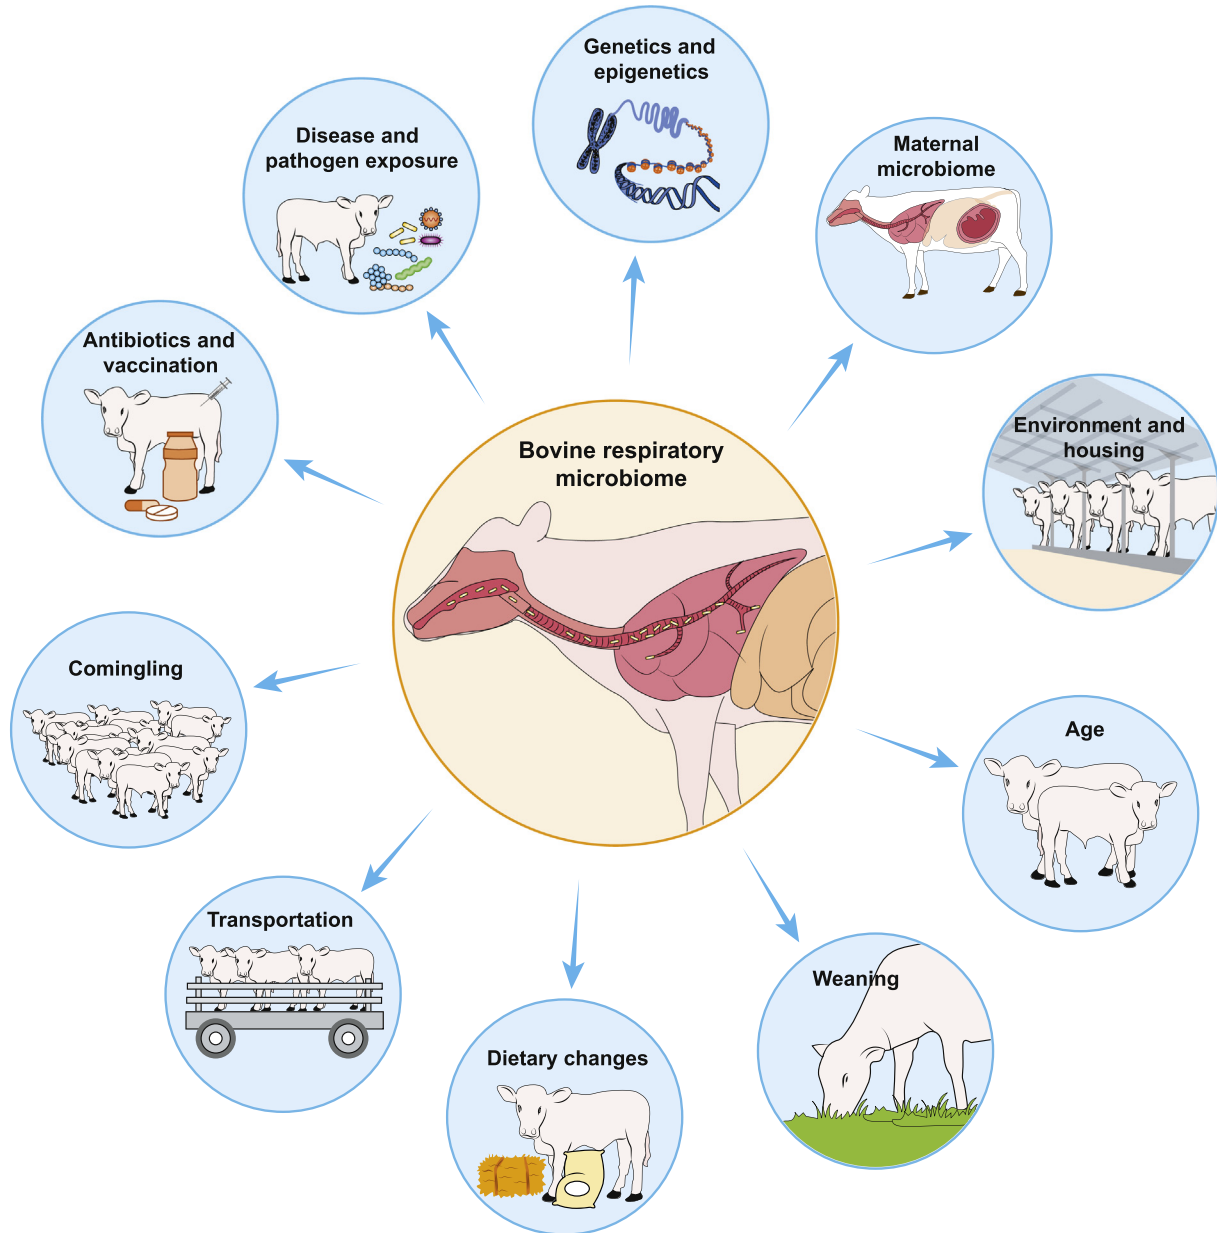 Genetics and
epigenetics
Disease and
pathogen exposure
Maternal
microbiome
Antibiotics and
vaccination
Environment and
housing
Bovine respiratory
microbiome
Comingling
Age
Transportation
Weaning
Dietary changes